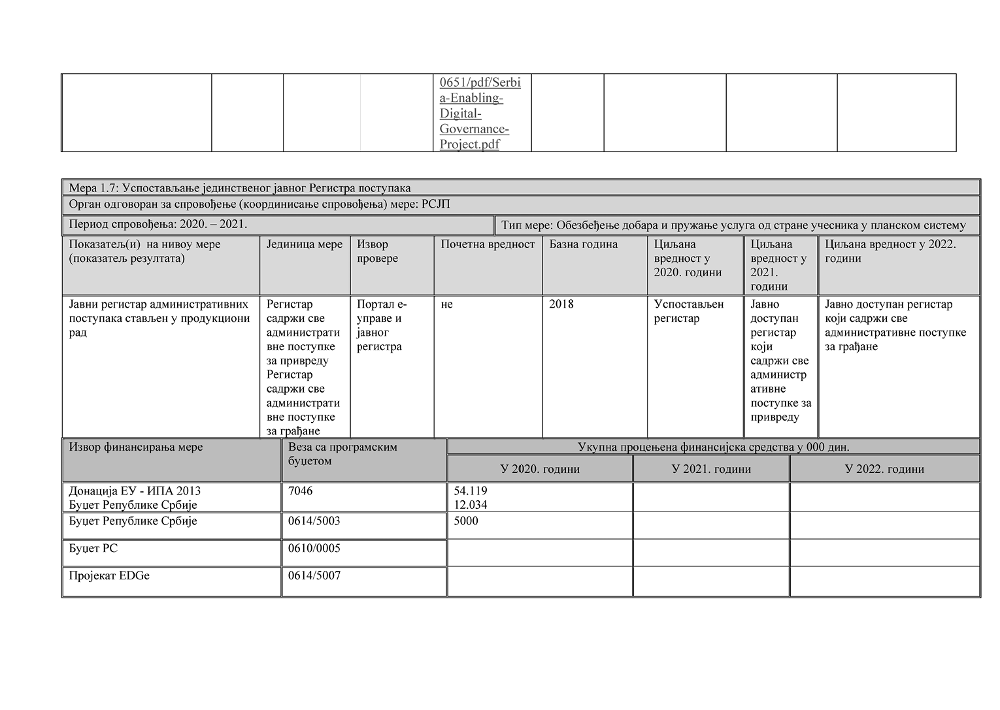 0651/pdf/Serbi
a-Enabling-
Digital-
Governance-
Project.pdf
Мера 1.7: Успостављање јединственог јавног Регистра поступака
Орган одговоран за спровођење (координисање спровођења) мере: РСЈП
Период спровођења: 2020. – 2021.
Тип мере: Обезбеђење добара и пружање услуга од стране учесника у планском систему
Показатељ(и) на нивоу мере
(показатељ резултата)
Јединица мере
Извор
провере
Почетна вредност
Базна година
Циљана
вредност у
2020. години
Циљана
вредност у
2021.
години
Циљана вредност у 2022.
години
Јавни регистар административних
поступака стављен у продукциони
рад
Регистар
садржи све
администрати
вне поступке
за привреду
Регистар
садржи све
администрати
вне поступке
за грађане
Портал е-
управе и
јавног
регистра
не
2018
Успостављен
регистар
Јавно
доступан
регистар
који
садржи све
администр
ативне
поступке за
привреду
Јавно доступан регистар
који садржи све
административне поступке
за грађане
Извор финансирања мере
Веза са програмским
буџетом
Укупна процењена финансијска средства у 000 дин.
У 2020. години
У 2021. години
У 2022. години
Донација ЕУ - ИПА 2013
Буџет Републике Србије
7046
54.119
12.034
Буџет Републике Србије
0614/5003
5000
Буџет РС
0610/0005
Пројекат EDGe
0614/5007